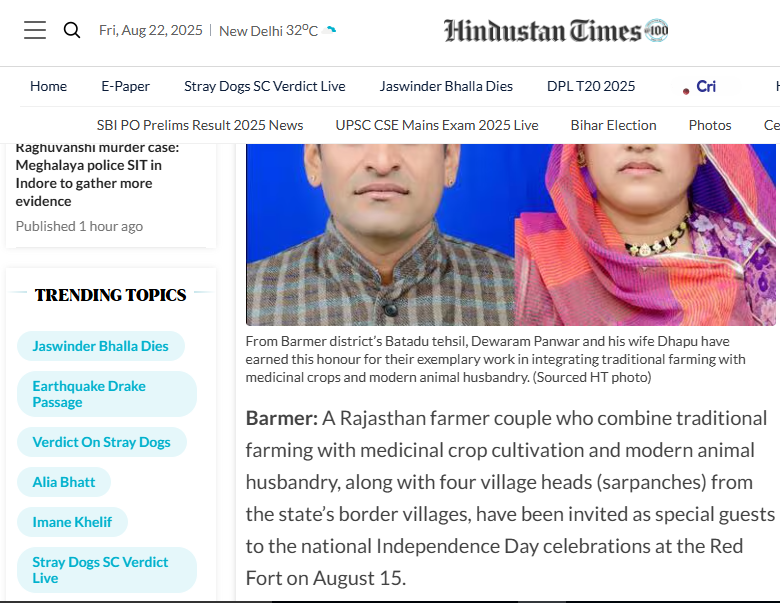 Fri, Aug 22, 2025 | New Delhi 32°C
Hindustan Times 100
Home E-Paper Stray Dogs SC Verdict Live Jaswinder Bhalla Dies DPL T20 2025 Cri
SBI PO Prelims Result 2025 News UPSC CSE Mains Exam 2025 Live Bihar Election Photos Ce
Raghuvanshi murder case:
Meghalaya police SIT in
Indore to gather more
evidence
Published 1 hour ago
TRENDING TOPICS
Jaswinder Bhalla Dies
Earthquake Drake
Passage
Verdict On Stray Dogs
Alia Bhatt
Imane Khelif
Stray Dogs SC Verdict
Live
From Barmer district's Batadu tehsil, Dewaram Panwar and his wife Dhapu have
earned this honour for their exemplary work in integrating traditional farming with
medicinal crops and modern animal husbandry. (Sourced HT photo)
Barmer: A Rajasthan farmer couple who combine traditional
farming with medicinal crop cultivation and modern animal
husbandry, along with four village heads (sarpanches) from
the state's border villages, have been invited as special guests
to the national Independence Day celebrations at the Red
Fort on August 15.